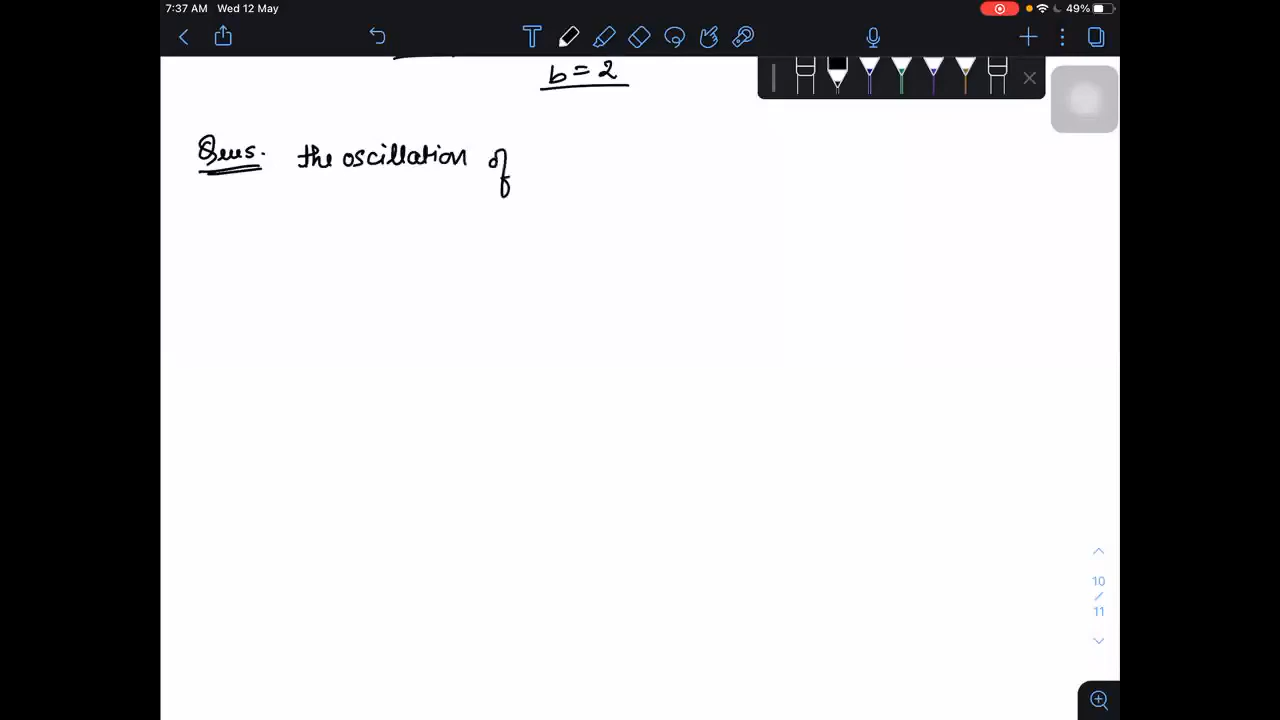 7:37 AM Wed 12 May
49%
T
b = 2
Ques. the oscillation of
10
/
11